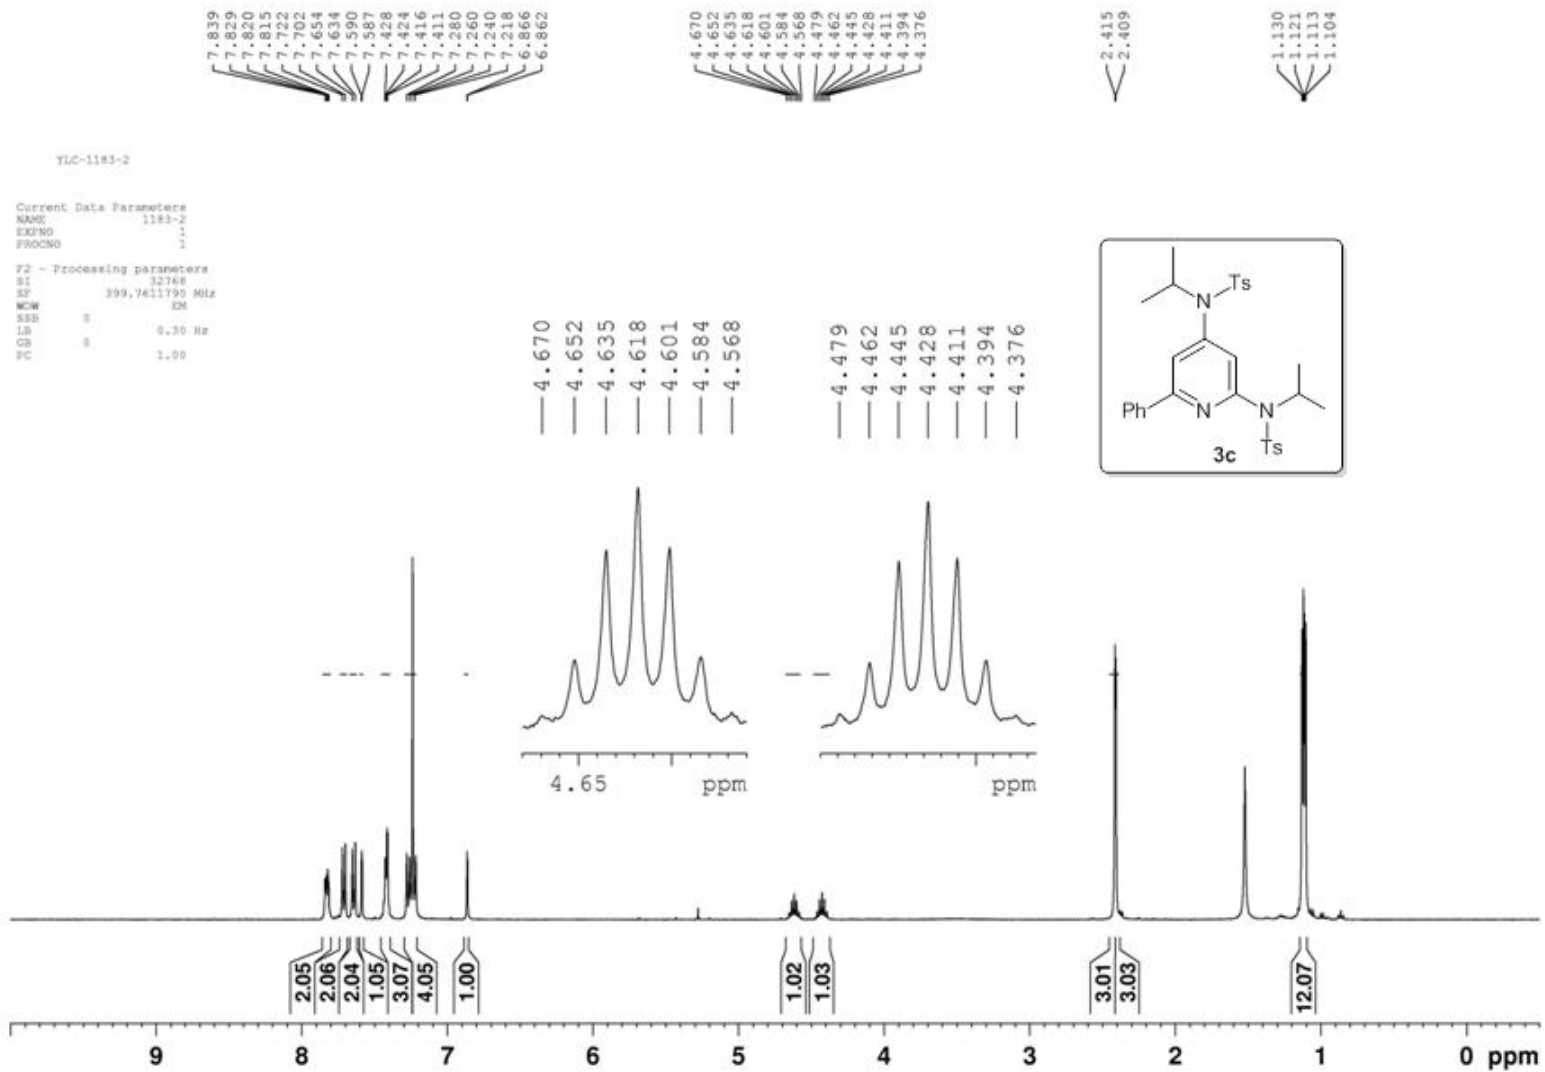 7.839 7.829 7.820 7.815 7.722 7.702 7.654 7.634 7.590 7.587 7.428 7.424 7.416 7.411 7.280 7.260 7.240 7.218 6.866 6.862
4.670 4.652 4.635 4.618 4.601 4.584 4.568 4.479 4.462 4.445 4.428 4.411 4.394 4.376
2.415 2.409
1.130 1.121 1.113 1.104
YLC-1183-2
Current Data Parameters
NAME 1183-2
EXPNO 1
PROCNO 1
F2 - Processing parameters
SI 32768
SF 399.7611790 MHz
WDW EM
SSB 0
LB 0.30 Hz
GB 0
PC 1.00
4.670 4.652 4.635 4.618 4.601 4.584 4.568
4.479 4.462 4.445 4.428 4.411 4.394 4.376
N Ts
Ph N N
Ts
3c
4.65 ppm
ppm
2.05 2.06 2.04 1.05 3.07 4.05 1.00 1.02 1.03 3.01 3.03 12.07
9 8 7 6 5 4 3 2 1 0 ppm